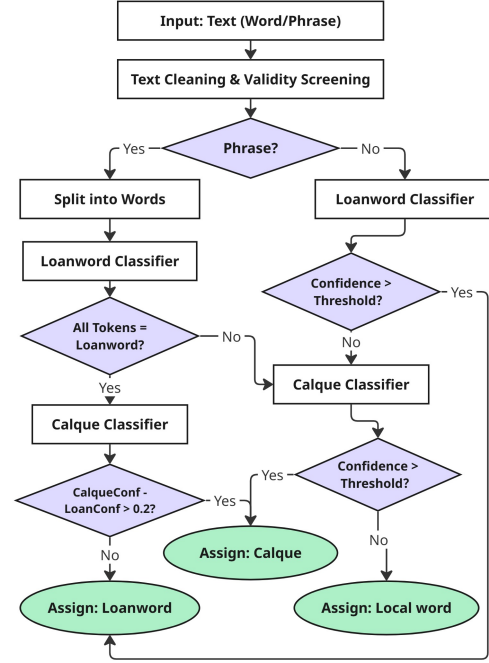 Input: Text (Word/Phrase)
Text Cleaning & Validity Screening
Phrase?
Yes
No
Split into Words
Loanword Classifier
Loanword Classifier
Confidence >
Threshold?
Yes
No
All Tokens =
Loanword?
No
Yes
Calque Classifier
Calque Classifier
Confidence >
Threshold?
Yes
No
CalqueConf -
LoanConf > 0.2?
Yes
No
Assign: Calque
Assign: Loanword
Assign: Local word